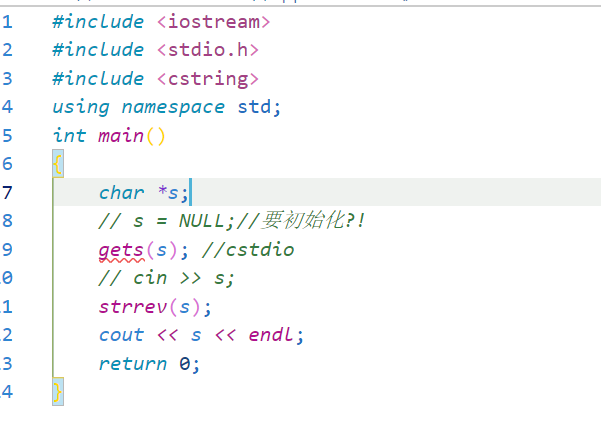 1 #include <iostream>
2 #include <stdio.h>
3 #include <cstring>
4 using namespace std;
5 int main()
6 {
7 char *s;
8 // s = NULL;//要初始化?!
9 gets(s); //cstdio
0 // cin >> s;
1 strrev(s);
2 cout << s << endl;
3 return 0;
4 }